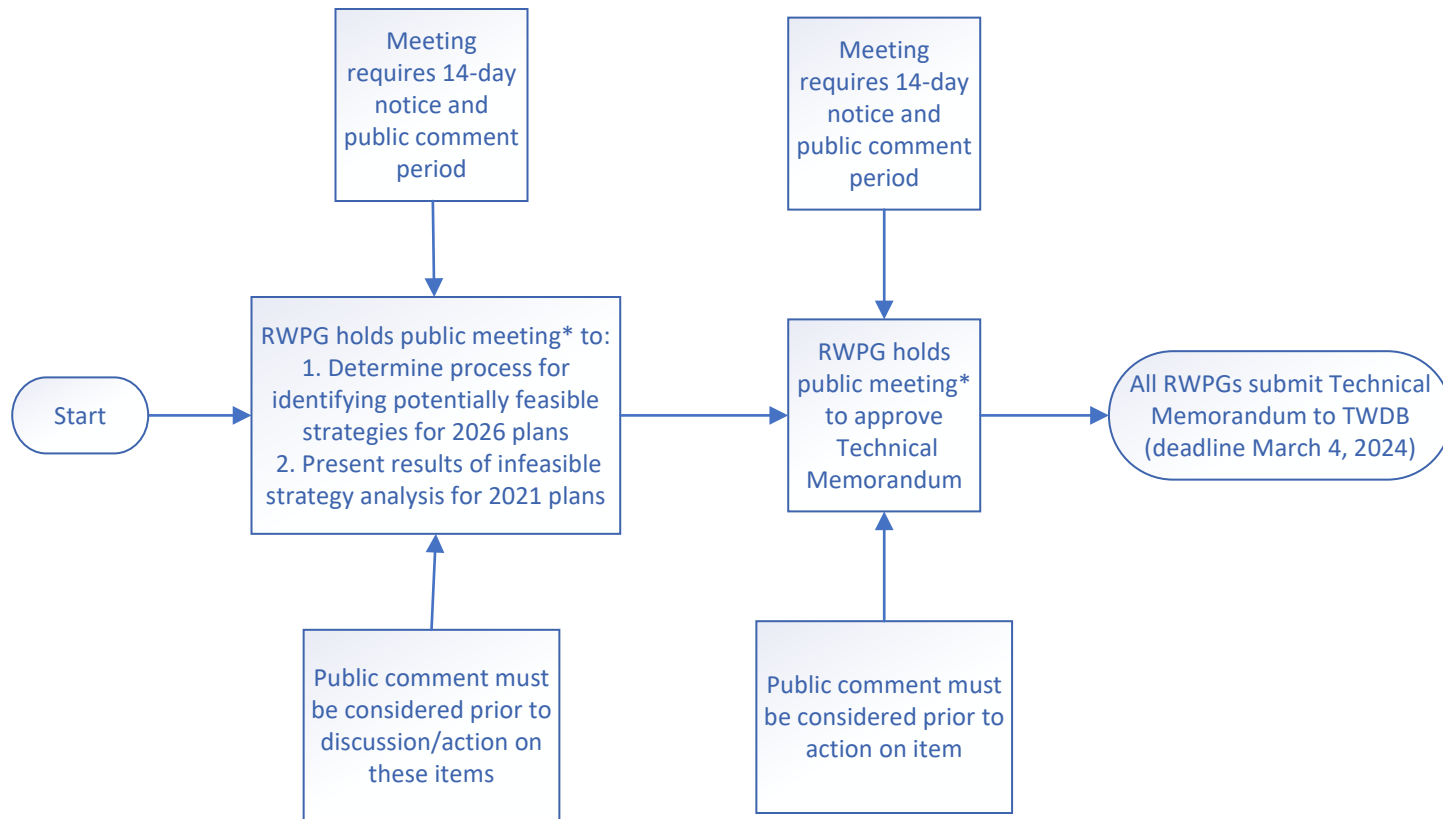 Meeting
requires 14-day
notice and
public comment
period
Meeting
requires 14-day
notice and
public comment
period
Start
RWPG holds public meeting* to:
1. Determine process for
identifying potentially feasible
strategies for 2026 plans
2. Present results of infeasible
strategy analysis for 2021 plans
RWPG holds
public meeting*
to approve
Technical
Memorandum
All RWPGs submit Technical
Memorandum to TWDB
(deadline March 4, 2024)
Public comment must
be considered prior to
discussion/action on
these items
Public comment must
be considered prior to
action on item